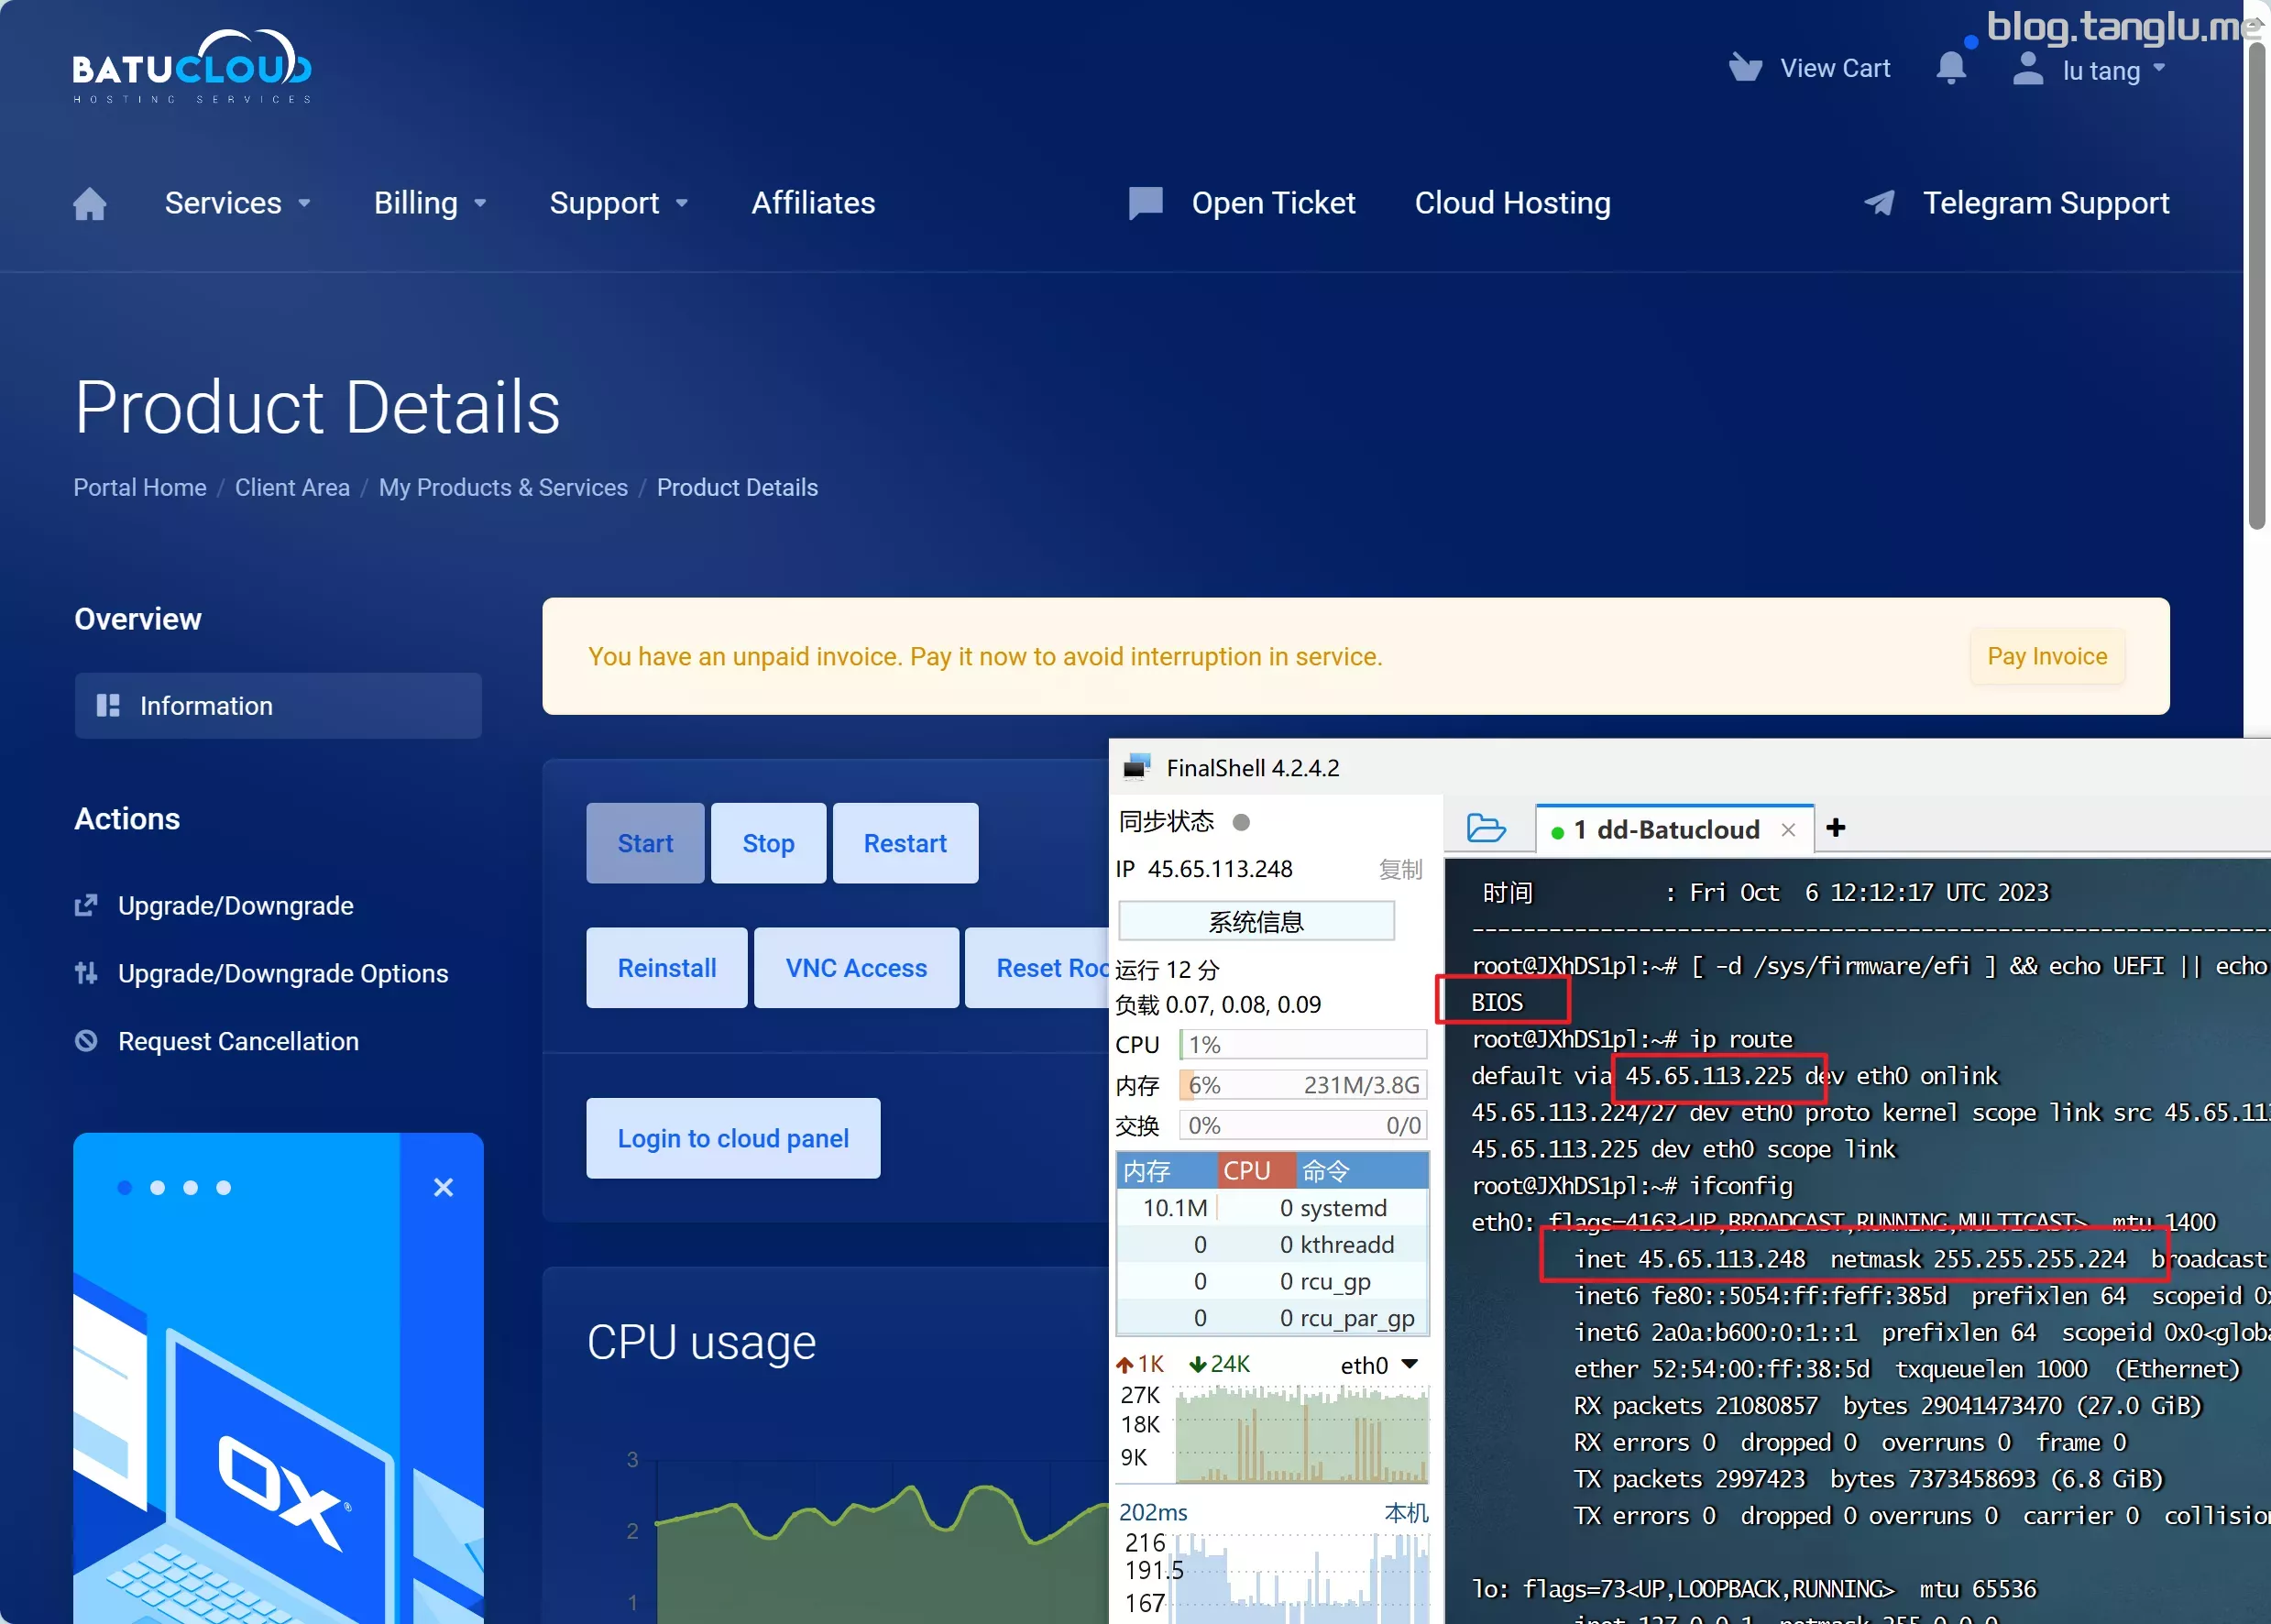 blog.tanglu.me
BATUCLOUD
HOSTING SERVICES
View Cart
lu tang
Services
Billing
Support
Affiliates
Open Ticket
Cloud Hosting
Telegram Support
Product Details
Portal Home / Client Area / My Products & Services / Product Details
Overview
Information
Actions
Upgrade/Downgrade
Upgrade/Downgrade Options
Request Cancellation
OX
You have an unpaid invoice. Pay it now to avoid interruption in service.
Pay Invoice
Start
Stop
Restart
Reinstall
VNC Access
Reset Roo
Login to cloud panel
CPU usage
3
2
1
FinalShell 4.2.4.2
同步状态
IP 45.65.113.248 复制
系统信息
运行 12 分
负载 0.07, 0.08, 0.09
CPU 1%
内存 6% 231M/3.8G
交换 0% 0/0
内存 CPU 命令
10.1M 0 systemd
0 0 kthreadd
0 0 rcu_gp
0 0 rcu_par_gp
1K 24K eth0
27K
18K
9K
202ms 本机
216
191.5
167
1 dd-Batucloud
时间 : Fri Oct 6 12:12:17 UTC 2023
--------------------------------------------------------------
root@JXhDS1pl:~# [ -d /sys/firmware/efi ] && echo UEFI || echo
BIOS
root@JXhDS1pl:~# ip route
default via 45.65.113.225 dev eth0 onlink
45.65.113.224/27 dev eth0 proto kernel scope link src 45.65.113
45.65.113.225 dev eth0 scope link
root@JXhDS1pl:~# ifconfig
eth0: flags=4163<UP,BROADCAST,RUNNING,MULTICAST> mtu 1400
inet 45.65.113.248 netmask 255.255.255.224 broadcast
inet6 fe80::5054:ff:feff:385d prefixlen 64 scopeid 0x
inet6 2a0a:b600:0:1::1 prefixlen 64 scopeid 0x0<globa
ether 52:54:00:ff:38:5d txqueuelen 1000 (Ethernet)
RX packets 21080857 bytes 29041473470 (27.0 GiB)
RX errors 0 dropped 0 overruns 0 frame 0
TX packets 2997423 bytes 7373458693 (6.8 GiB)
TX errors 0 dropped 0 overruns 0 carrier 0 collision
lo: flags=73<UP,LOOPBACK,RUNNING> mtu 65536
inet 127.0.0.1 netmask 255.0.0.0